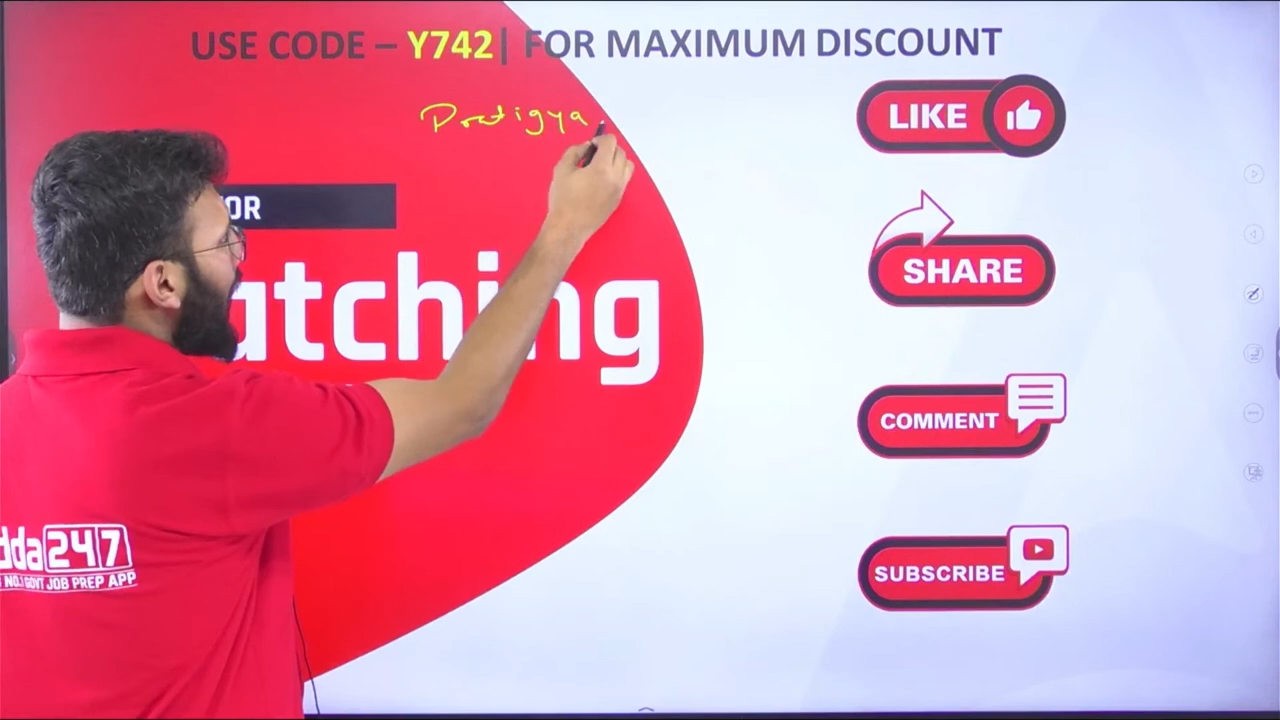 USE CODE – Y742| FOR MAXIMUM DISCOUNT
Pratigya
LIKE
OR
atching
SHARE
COMMENT
dda247
NO.1 GOVT JOB PREP APP
SUBSCRIBE